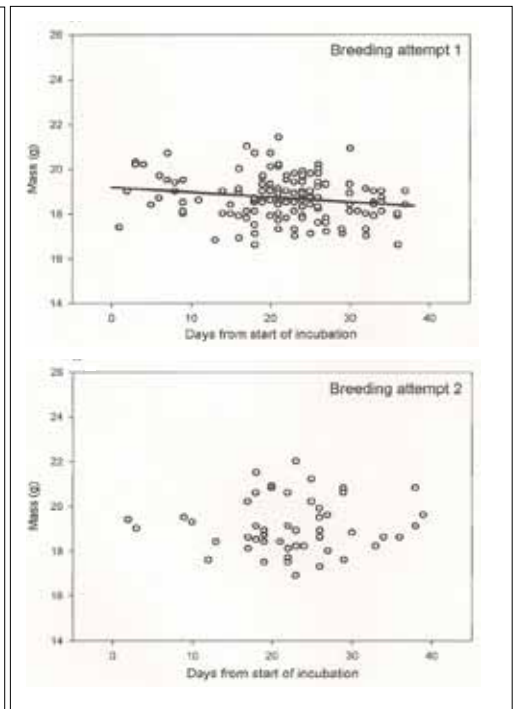 Breeding attempt 1
26
24
22
20
18
16
14
Mass (g)
0 10 20 30 40
Days from start of incubation
Breeding attempt 2
26
24
22
20
18
16
14
Mass (g)
0 10 20 30 40
Days from start of incubation